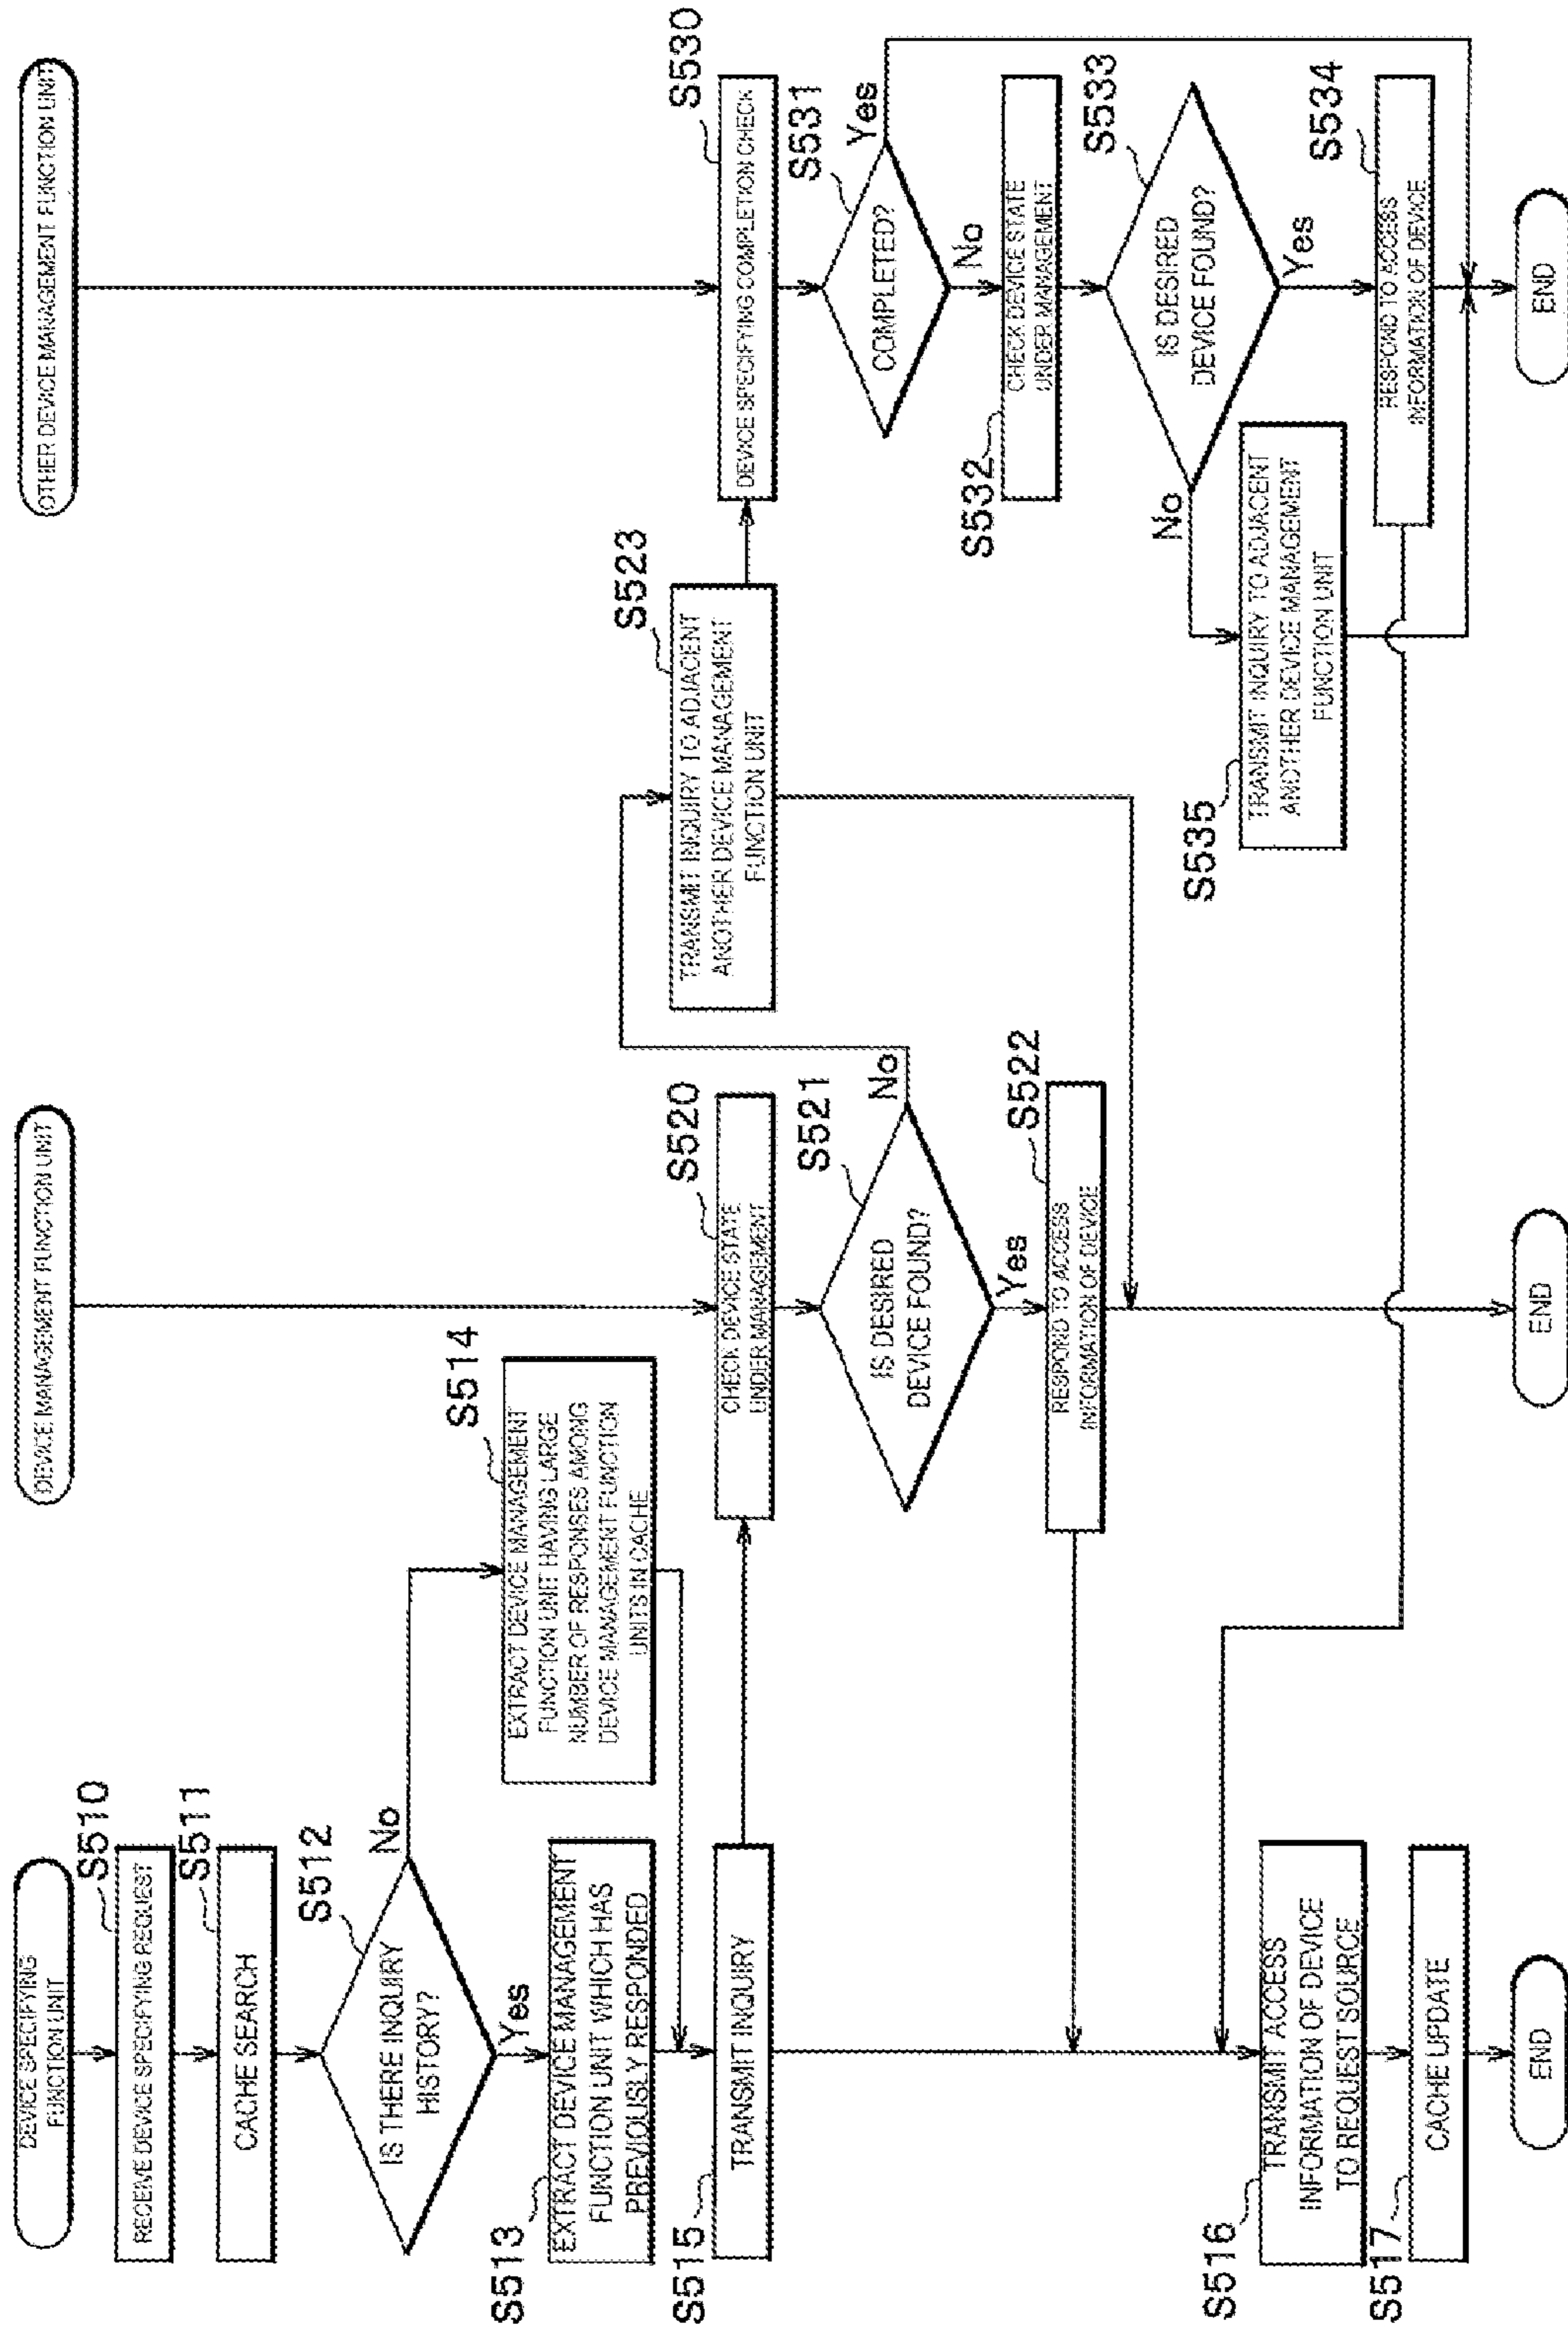 DEVICE SPECIFYING
FUNCTION UNIT
S510
RECEIVE DEVICE SPECIFYING REQUEST
S511
CACHE SEARCH
S512
IS THERE INQUIRY
HISTORY?
No
Yes
S513
EXTRACT DEVICE MANAGEMENT
FUNCTION UNIT WHICH HAS
PREVIOUSLY RESPONDED
S514
EXTRACT DEVICE MANAGEMENT
FUNCTION UNIT HAVING LARGE
NUMBER OF RESPONSES AMONG
DEVICE MANAGEMENT FUNCTION
UNITS IN CACHE
S515
TRANSMIT INQUIRY
S516
TRANSMIT ACCESS
INFORMATION OF DEVICE
TO REQUEST SOURCE
S517
CACHE UPDATE
END
DEVICE MANAGEMENT FUNCTION UNIT
S520
CHECK DEVICE STATE
UNDER MANAGEMENT
S521
IS DESIRED
DEVICE FOUND?
No
Yes
S522
RESPOND TO ACCESS
INFORMATION OF DEVICE
S523
TRANSMIT INQUIRY TO ADJACENT
ANOTHER DEVICE MANAGEMENT
FUNCTION UNIT
END
OTHER DEVICE MANAGEMENT FUNCTION UNIT
S530
DEVICE SPECIFYING COMPLETION CHECK
S531
COMPLETED?
Yes
No
S532
CHECK DEVICE STATE
UNDER MANAGEMENT
S533
IS DESIRED
DEVICE FOUND?
No
Yes
S534
RESPOND TO ACCESS
INFORMATION OF DEVICE
S535
TRANSMIT INQUIRY TO ADJACENT
ANOTHER DEVICE MANAGEMENT
FUNCTION UNIT
END